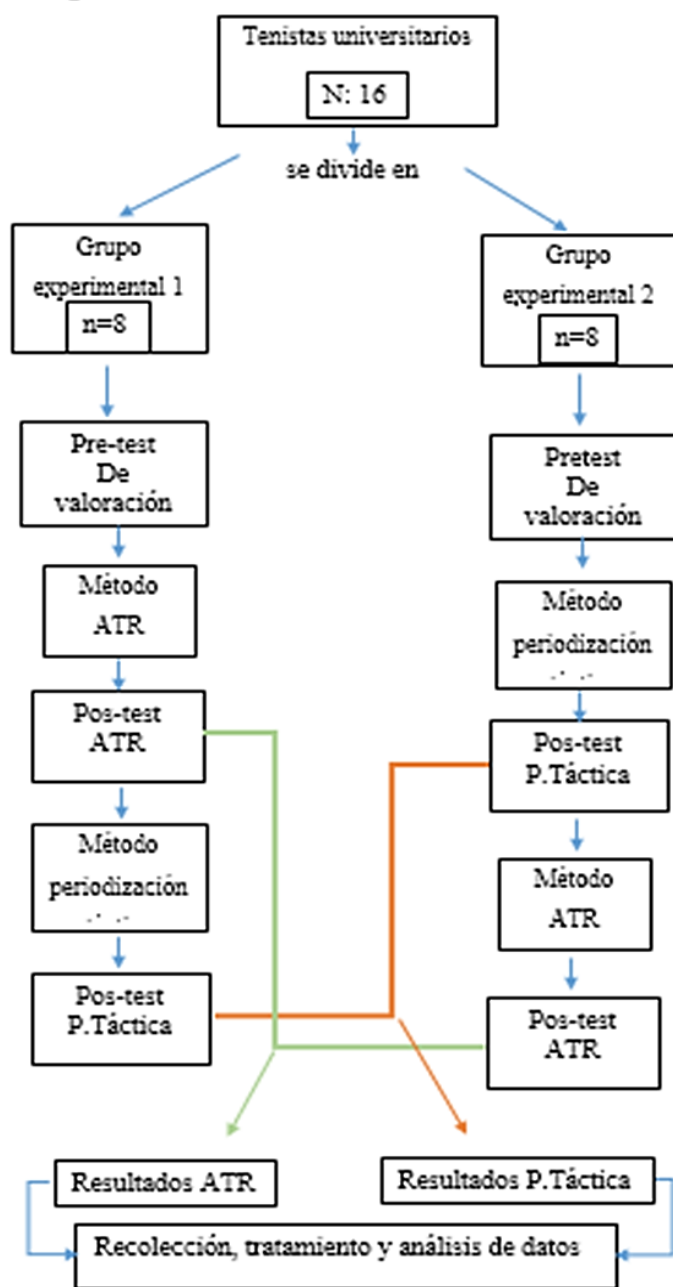 Tenistas universitarios
N: 16
se divide en
Grupo
experimental 1
n=8
Pre-test
De
valoración
Método
ATR
Pos-test
ATR
Método
periodización
Pos-test
P.Táctica
Grupo
experimental 2
n=8
Pretest
De
valoración
Método
periodización
Pos-test
P.Táctica
Método
ATR
Pos-test
ATR
Resultados ATR
Resultados P.Táctica
Recolección, tratamiento y análisis de datos